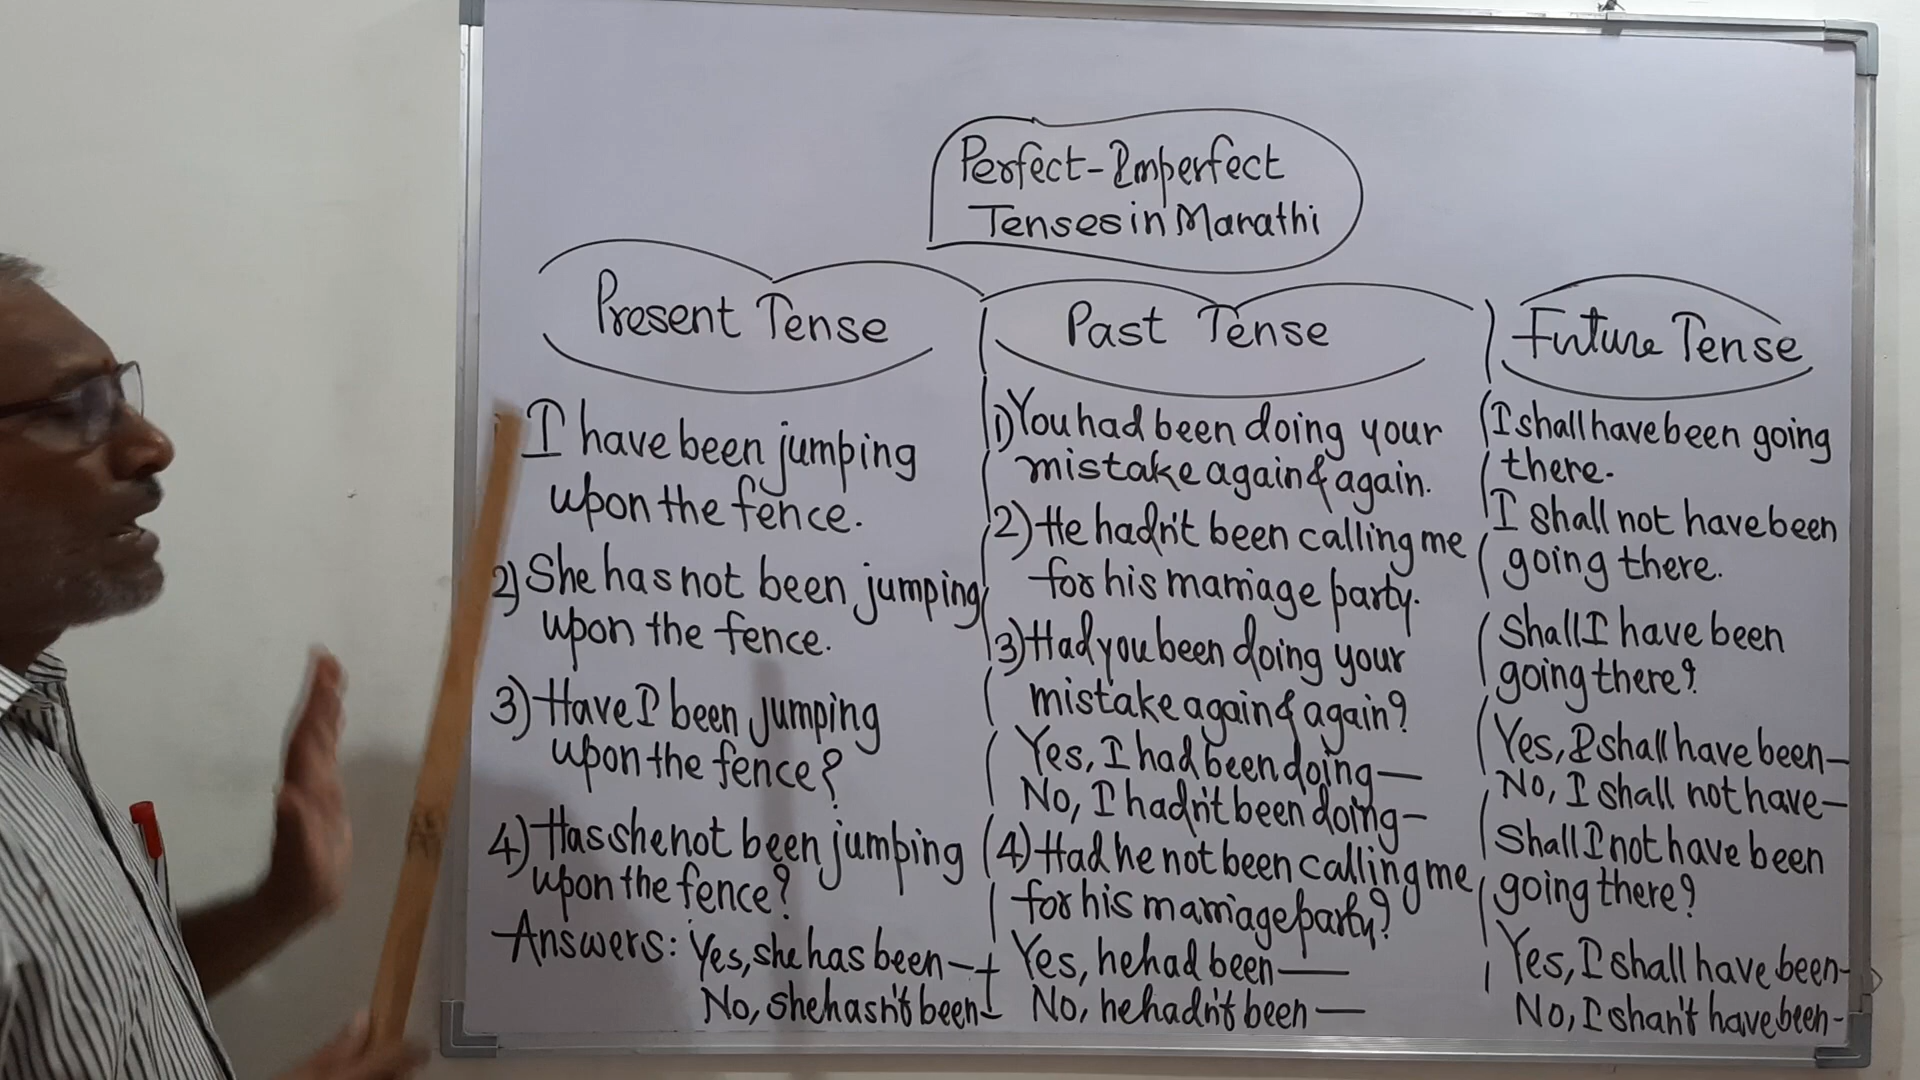 Perfect-Imperfect
Tenses in Marathi
Present Tense
I have been jumping
upon the fence.
2) She has not been jumping
upon the fence.
3) Have I been jumping
upon the fence?
4) Has she not been jumping
upon the fence?
Answers: Yes, she has been—
No, she hasn't been—
Past Tense
1) You had been doing your
mistake again & again.
2) He hadn't been calling me
for his marriage party.
3) Had you been doing your
mistake again & again?
Yes, I had been doing—
No, I hadn't been doing—
4) Had he not been calling me
for his marriage party?
Yes, he had been—
No, he hadn't been—
Future Tense
I shall have been going
there.
I shall not have been
going there.
Shall I have been
going there?
Yes, I shall have been—
No, I shall not have—
Shall I not have been
going there?
Yes, I shall have been-
No, I shan't have been-